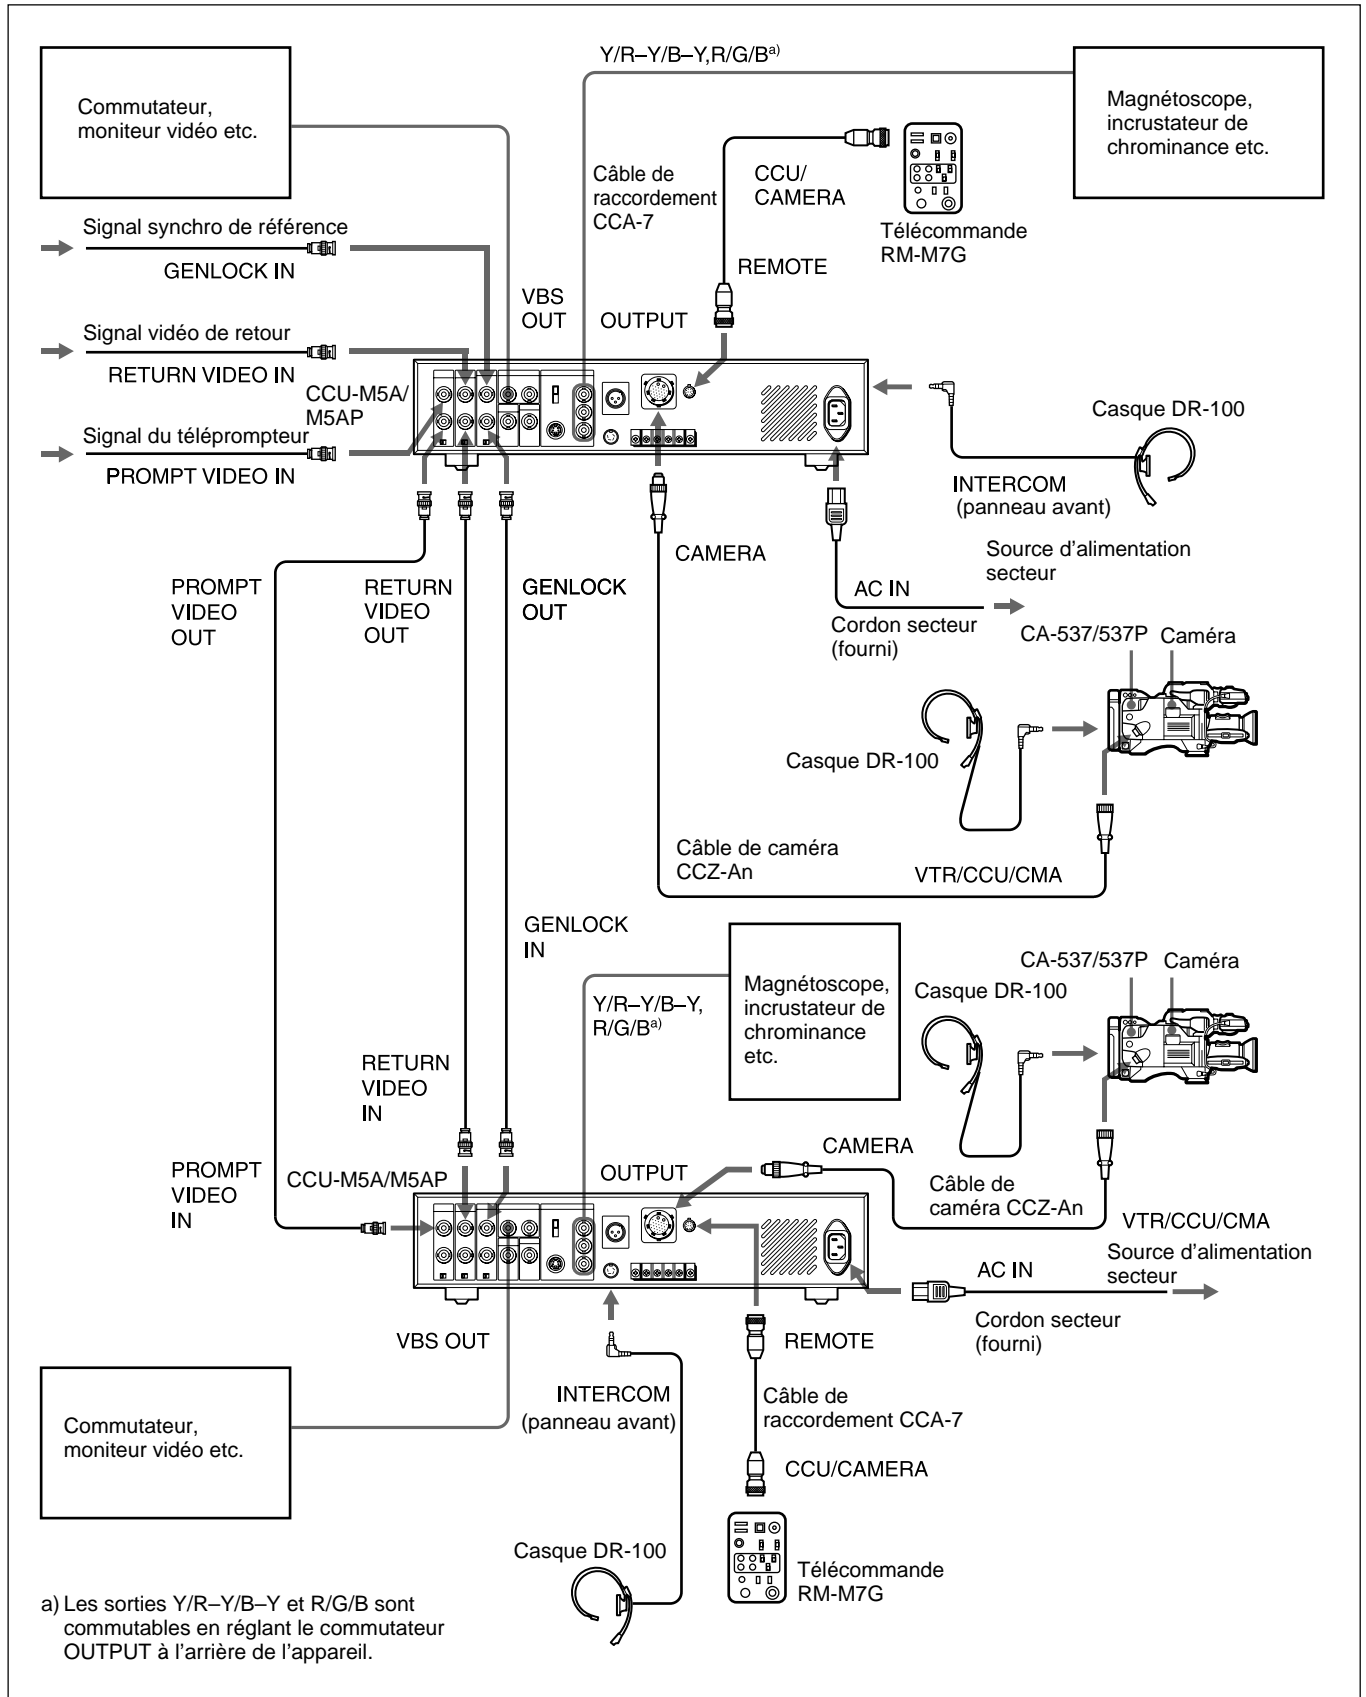 Y/R–Y/B–Y,R/G/Ba)
Commutateur,
moniteur vidéo etc.
Magnétoscope,
incrustateur de
chrominance etc.
Câble de
raccordement
CCA-7
CCU/
CAMERA
Télécommande
RM-M7G
REMOTE
Signal synchro de référence
GENLOCK IN
VBS
OUT
OUTPUT
Signal vidéo de retour
RETURN VIDEO IN
CCU-M5A/
M5AP
Signal du téléprompteur
PROMPT VIDEO IN
Casque DR-100
INTERCOM
(panneau avant)
CAMERA
Source d’alimentation
secteur
AC IN
Cordon secteur
(fourni)
PROMPT
VIDEO
OUT
RETURN
VIDEO
OUT
GENLOCK
OUT
CA-537/537P
Caméra
Casque DR-100
Câble de caméra
CCZ-An
VTR/CCU/CMA
GENLOCK
IN
Y/R–Y/B–Y,
R/G/Ba)
Magnétoscope,
incrustateur de
chrominance
etc.
CA-537/537P
Caméra
Casque DR-100
RETURN
VIDEO
IN
CAMERA
PROMPT
VIDEO
IN
CCU-M5A/M5AP
OUTPUT
Câble de
caméra CCZ-An
VTR/CCU/CMA
Source d’alimentation
secteur
AC IN
Cordon secteur
(fourni)
VBS OUT
REMOTE
INTERCOM
(panneau avant)
Câble de
raccordement CCA-7
Commutateur,
moniteur vidéo etc.
CCU/CAMERA
Casque DR-100
Télécommande
RM-M7G
a) Les sorties Y/R–Y/B–Y et R/G/B sont
commutables en réglant le commutateur
OUTPUT à l’arrière de l’appareil.